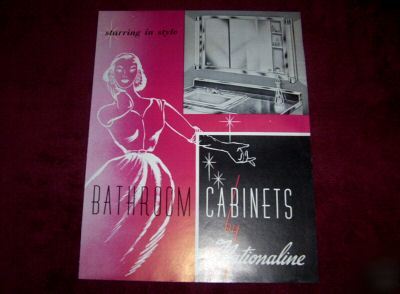 starring in style
BATHROOM CABINETS
by
Nationaline